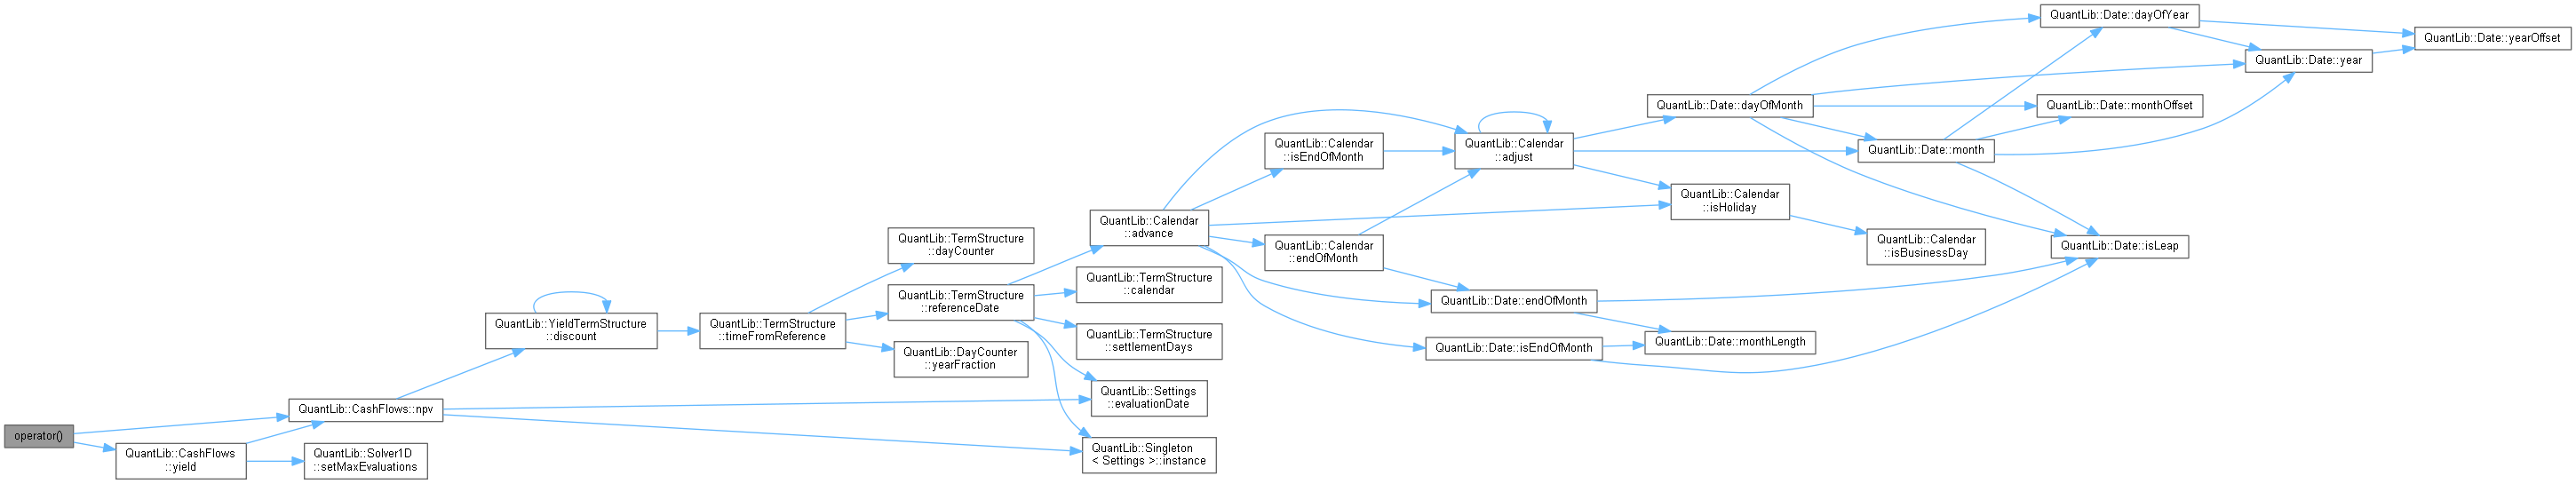 operator()
QuantLib::CashFlows::npv
QuantLib::CashFlows
::yield
QuantLib::Solver1D
::setMaxEvaluations
QuantLib::YieldTermStructure
::discount
QuantLib::TermStructure
::timeFromReference
QuantLib::TermStructure
::dayCounter
QuantLib::TermStructure
::referenceDate
QuantLib::DayCounter
::yearFraction
QuantLib::Calendar
::advance
QuantLib::TermStructure
::calendar
QuantLib::TermStructure
::settlementDays
QuantLib::Settings
::evaluationDate
QuantLib::Singleton
< Settings >::instance
QuantLib::Calendar
::isEndOfMonth
QuantLib::Calendar
::endOfMonth
QuantLib::Calendar
::adjust
QuantLib::Date::endOfMonth
QuantLib::Date::isEndOfMonth
QuantLib::Date::dayOfMonth
QuantLib::Calendar
::isHoliday
QuantLib::Date::monthLength
QuantLib::Date::month
QuantLib::Calendar
::isBusinessDay
QuantLib::Date::dayOfYear
QuantLib::Date::monthOffset
QuantLib::Date::isLeap
QuantLib::Date::year
QuantLib::Date::yearOffset